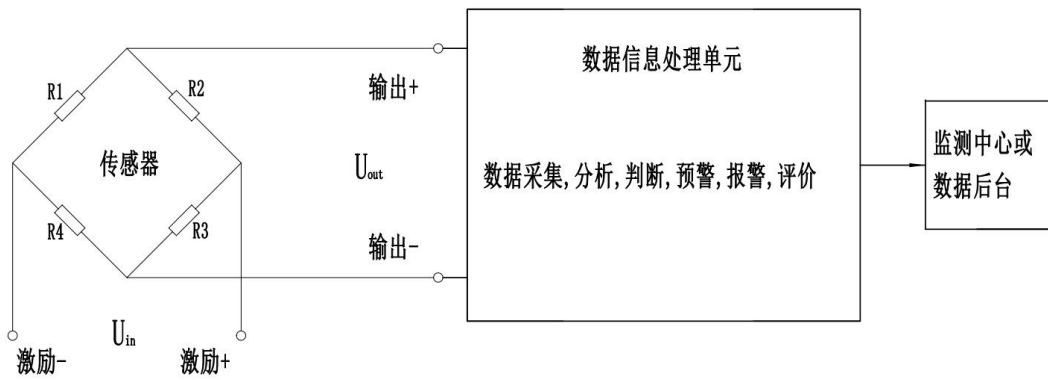 R1
R2
传感器
R4
R3
U_in
激励-
激励+
输出+
U_out
输出-
数据信息处理单元
数据采集,分析,判断,预警,报警,评价
监测中心或
数据后台